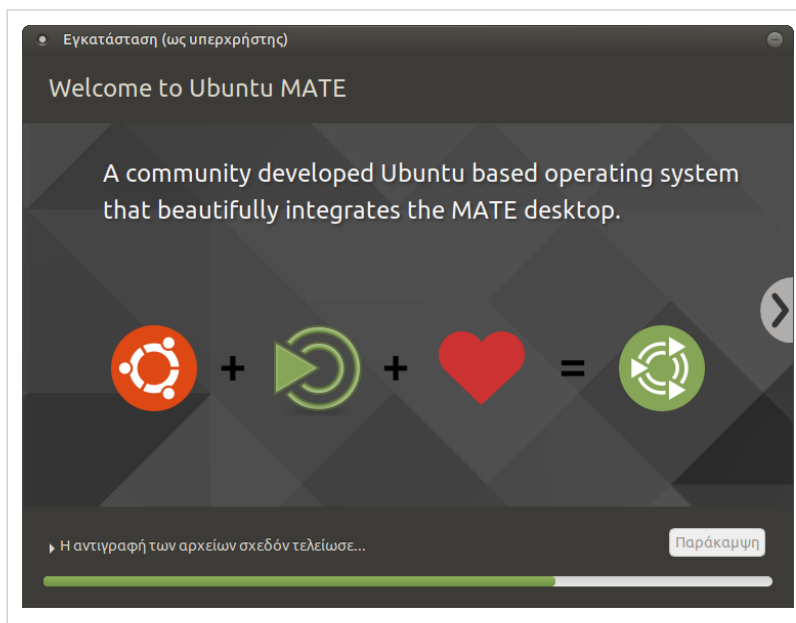 Εγκατάσταση (ως υπερχρήστης)
Welcome to Ubuntu MATE
A community developed Ubuntu based operating system
that beautifully integrates the MATE desktop.
+ + =
Η αντιγραφή των αρχείων σχεδόν τελείωσε...
Παράκαμψη